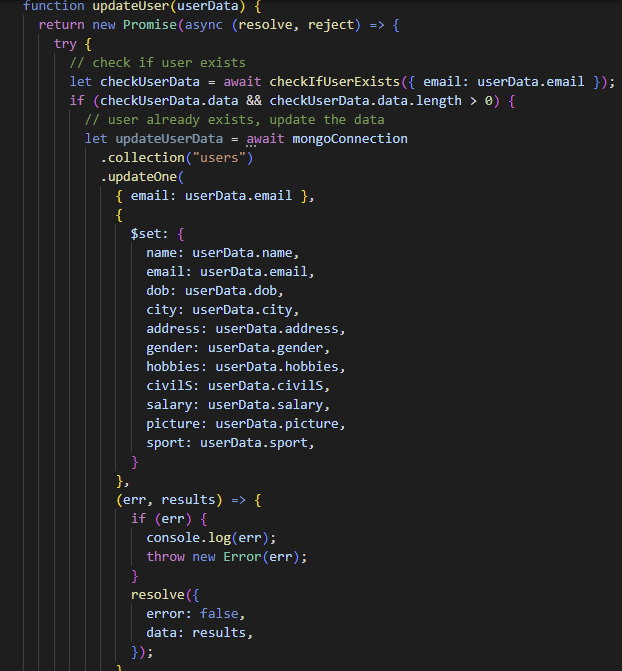 function updateUser(userData) {
  return new Promise(async (resolve, reject) => {
    try {
      // check if user exists
      let checkUserData = await checkIfUserExists({ email: userData.email });
      if (checkUserData.data && checkUserData.data.length > 0) {
        // user already exists, update the data
        let updateUserData = await mongoConnection
          .collection("users")
          .updateOne(
            { email: userData.email },
            {
              $set: {
                name: userData.name,
                email: userData.email,
                dob: userData.dob,
                city: userData.city,
                address: userData.address,
                gender: userData.gender,
                hobbies: userData.hobbies,
                civilS: userData.civilS,
                salary: userData.salary,
                picture: userData.picture,
                sport: userData.sport,
              }
            },
            (err, results) => {
              if (err) {
                console.log(err);
                throw new Error(err);
              }
              resolve({
                error: false,
                data: results,
              });
            }